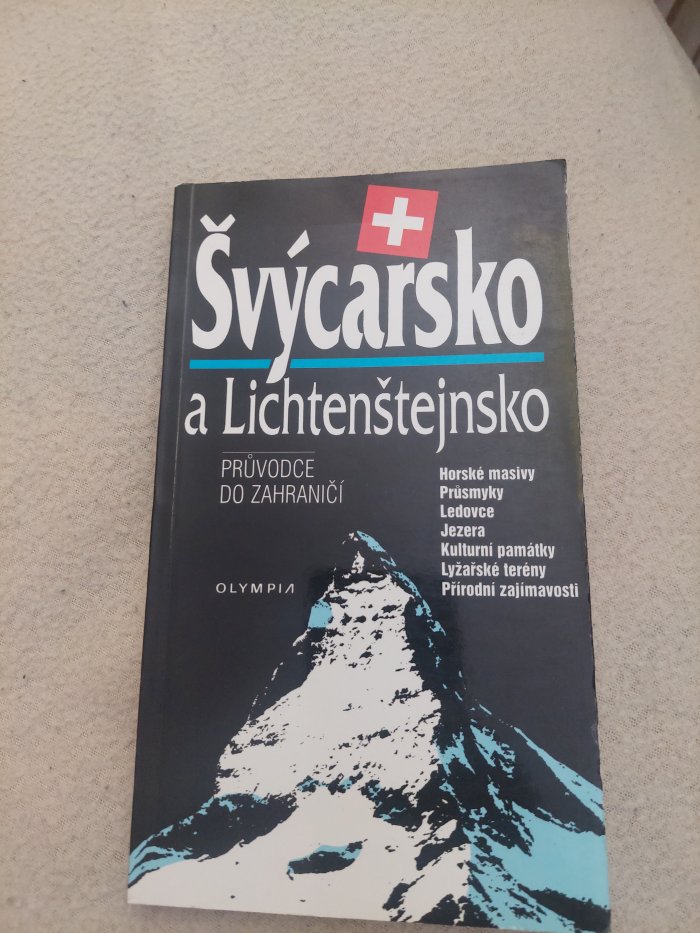 Švýcarsko
a Lichtenštejnsko
PRŮVODCE
DO ZAHRANIČÍ
Horské masivy
Průsmyky
Ledovce
Jezera
Kulturní památky
Lyžařské terény
Přírodní zajímavosti
OLYMPIA